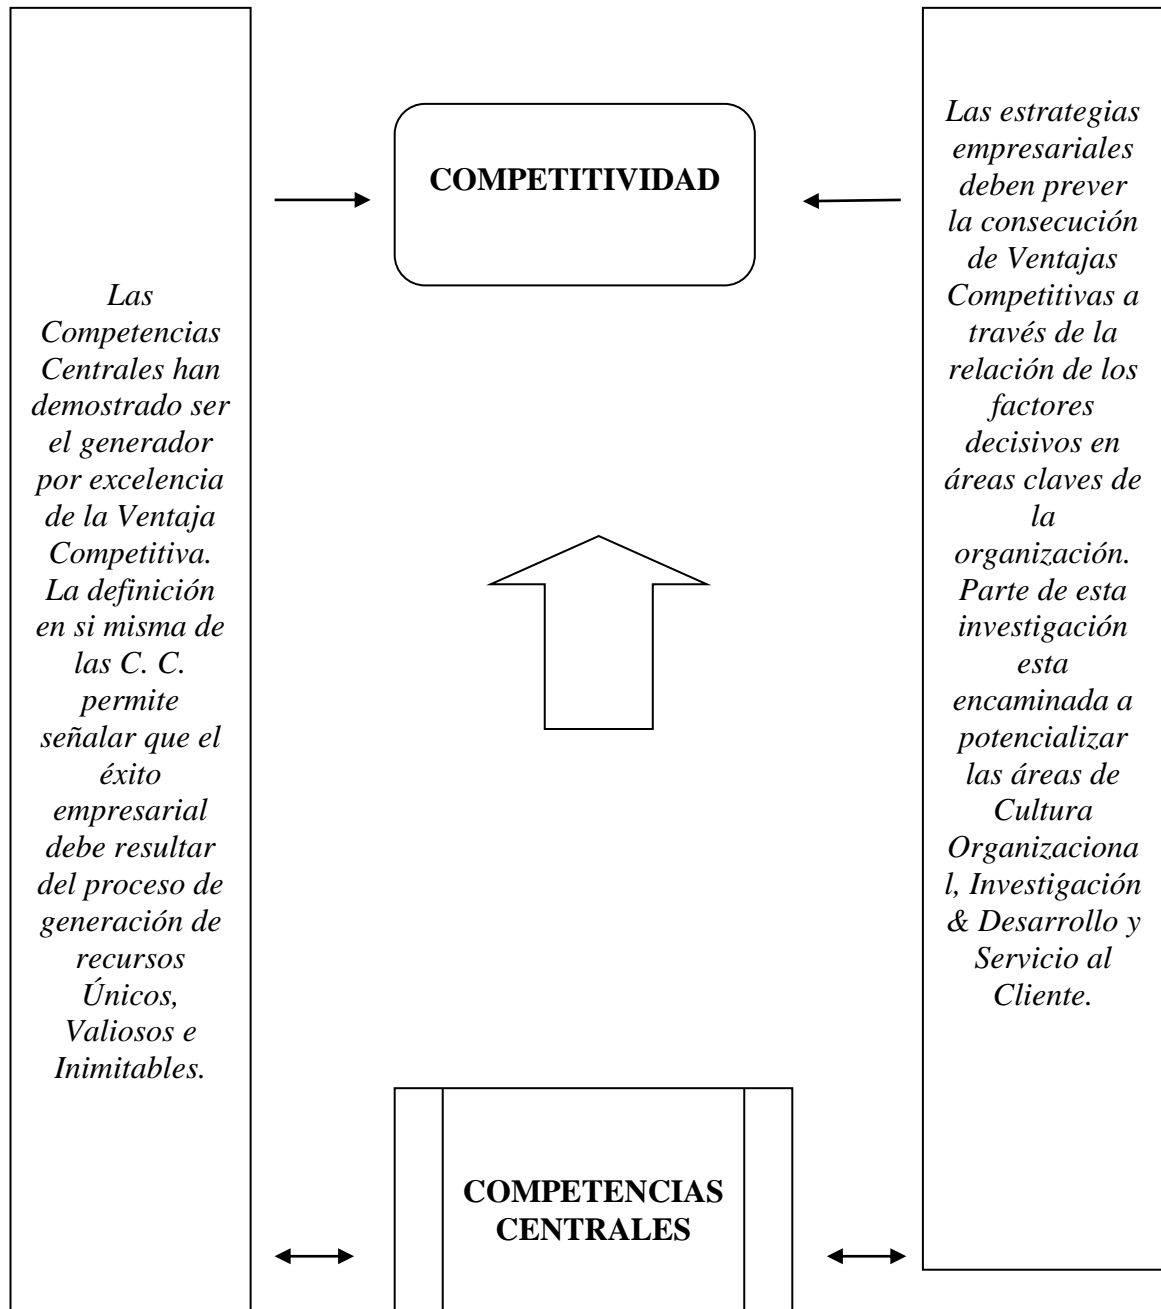 Las
Competencias
Centrales han
demostrado ser
el generador
por excelencia
de la Ventaja
Competitiva.
La definición
en si misma de
las C. C.
permite
señalar que el
éxito
empresarial
debe resultar
del proceso de
generación de
recursos
Únicos,
Valiosos e
Inimitables.
COMPETITIVIDAD
COMPETENCIAS
CENTRALES
Las estrategias
empresariales
deben prever
la consecución
de Ventajas
Competitivas a
través de la
relación de los
factores
decisivos en
áreas claves de
la
organización.
Parte de esta
investigación
esta
encaminada a
potencializar
las áreas de
Cultura
Organizaciona
l, Investigación
& Desarrollo y
Servicio al
Cliente.